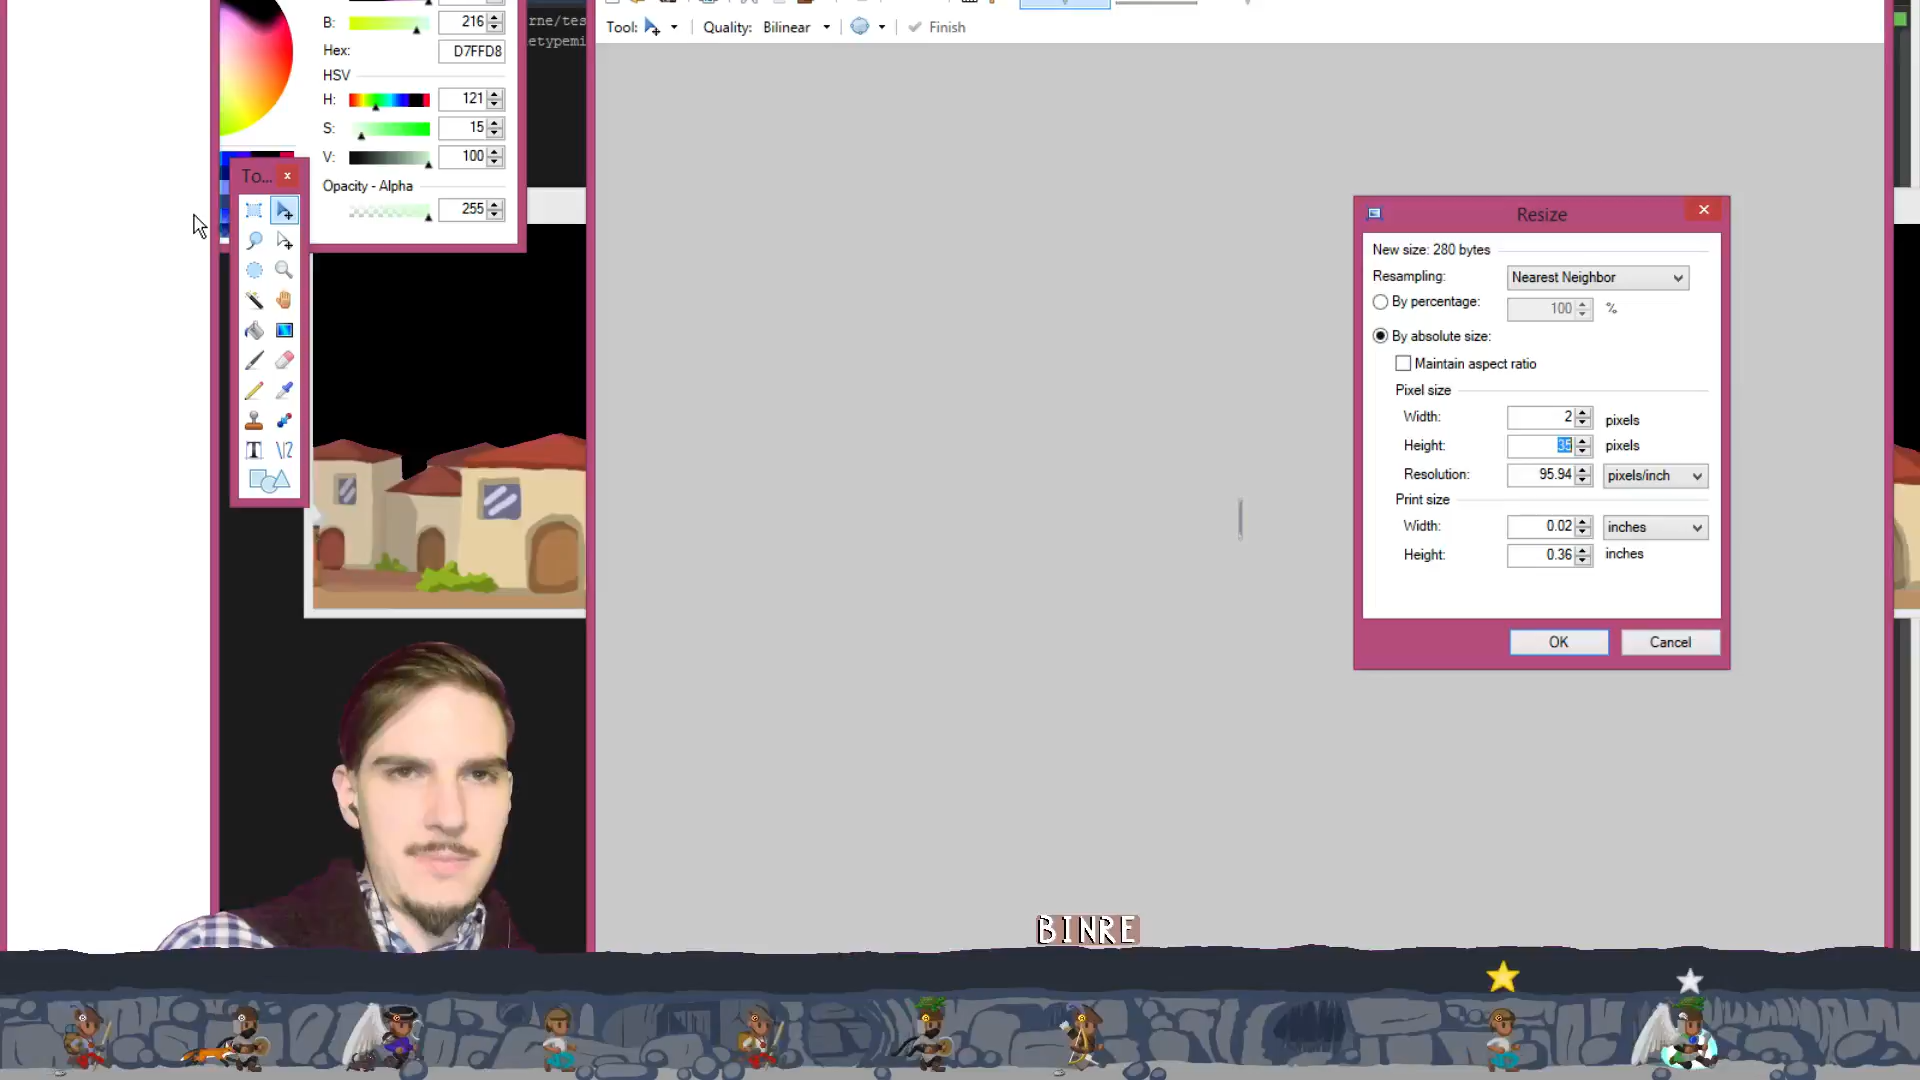 B: 216
rne/tes
Tool: Quality: Bilinear Finish
etypemi
Hex: D7FFD8
HSV
H: 121
S: 15
V: 100
To...
Opacity - Alpha
255
Resize
New size: 280 bytes
Resampling: Nearest Neighbor
By percentage: 100 %
By absolute size:
Maintain aspect ratio
Pixel size
Width: 2 pixels
Height: 35 pixels
Resolution: 95.94 pixels/inch
Print size
Width: 0.02 inches
Height: 0.36 inches
OK Cancel
BINRE